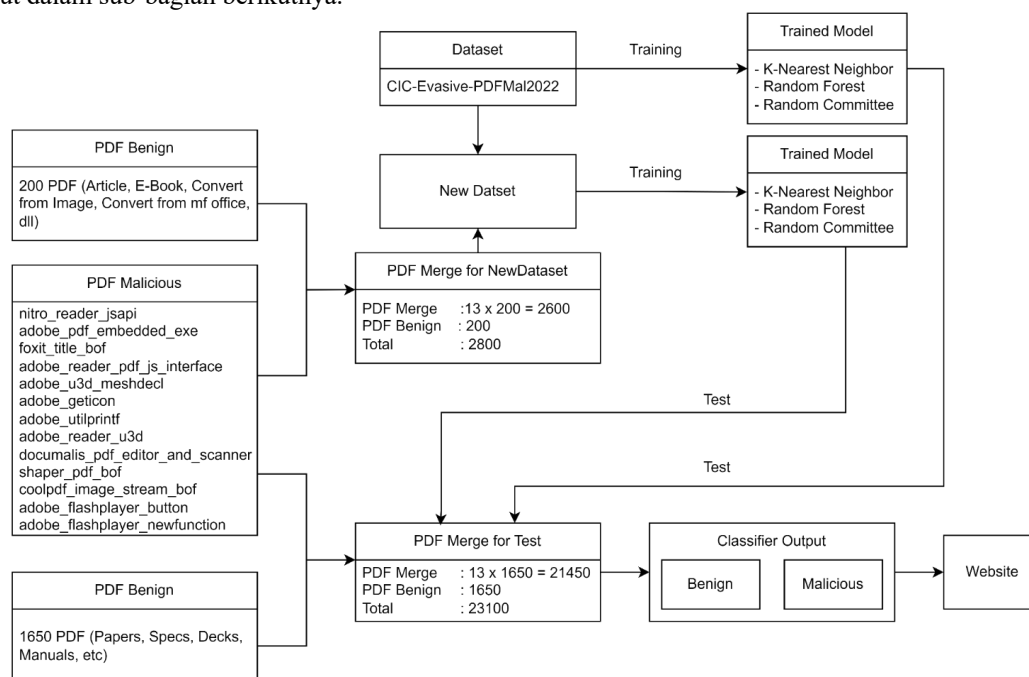 ut dalam sub-bagian berikutnya.
Dataset
CIC-Evasive-PDFMal2022
Training
Trained Model
- K-Nearest Neighbor
- Random Forest
- Random Committee
PDF Benign
200 PDF (Article, E-Book, Convert
from Image, Convert from mf office,
dll)
New Datset
Training
Trained Model
- K-Nearest Neighbor
- Random Forest
- Random Committee
PDF Malicious
nitro_reader_jsapi
adobe_pdf_embedded_exe
foxit_title_bof
adobe_reader_pdf_js_interface
adobe_u3d_meshdecl
adobe_geticon
adobe_utilprintf
adobe_reader_u3d
documalis_pdf_editor_and_scanner
shaper_pdf_bof
coolpdf_image_stream_bof
adobe_flashplayer_button
adobe_flashplayer_newfunction
PDF Merge for NewDataset
PDF Merge :13 x 200 = 2600
PDF Benign : 200
Total : 2800
Test
Test
PDF Benign
1650 PDF (Papers, Specs, Decks,
Manuals, etc)
PDF Merge for Test
PDF Merge : 13 x 1650 = 21450
PDF Benign : 1650
Total : 23100
Classifier Output
Benign
Malicious
Website